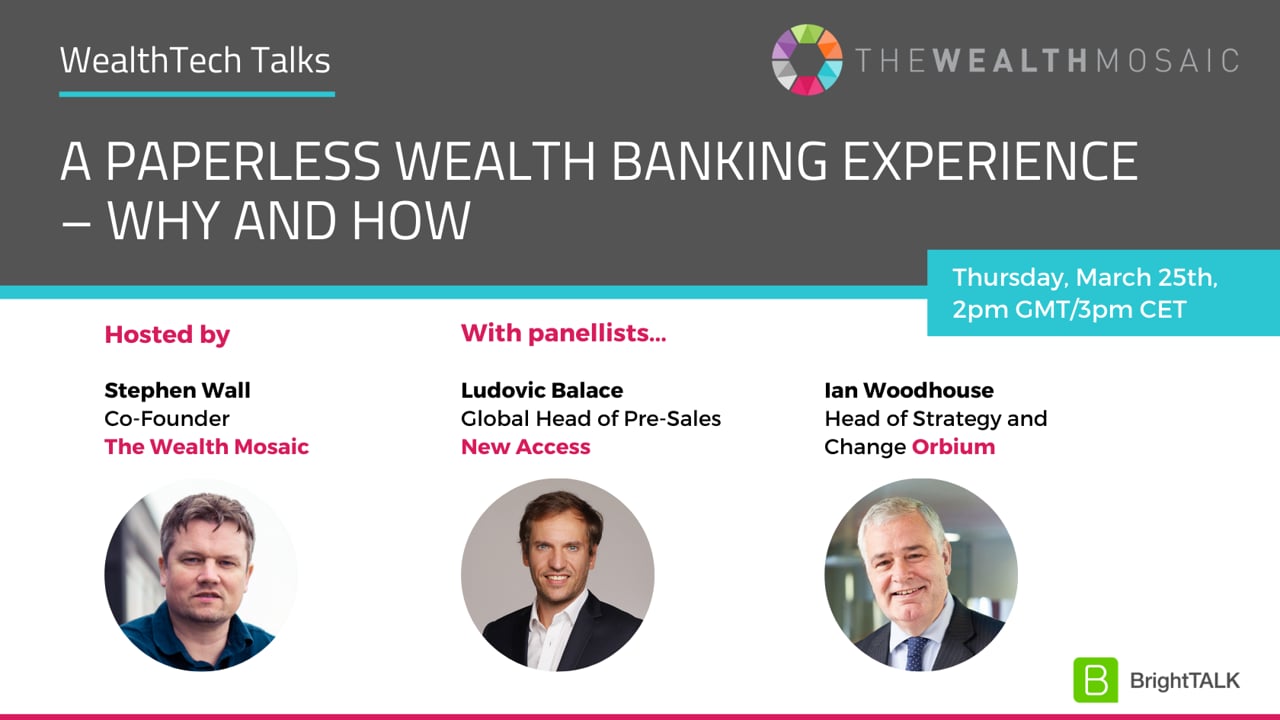 WealthTech Talks
THEWEALTHMOSAIC
A PAPERLESS WEALTH BANKING EXPERIENCE
– WHY AND HOW
Thursday, March 25th,
2pm GMT/3pm CET
Hosted by
Stephen Wall
Co-Founder
The Wealth Mosaic
With panellists...
Ludovic Balace
Global Head of Pre-Sales
New Access
Ian Woodhouse
Head of Strategy and
Change Orbium
B BrightTALK